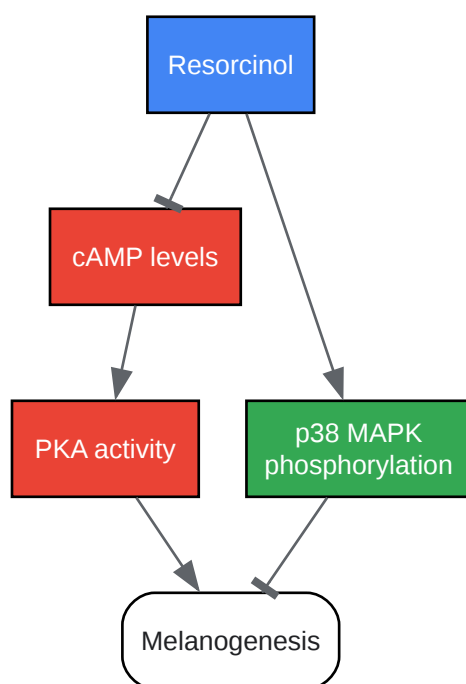 Resorcinol
cAMP levels
PKA activity
p38 MAPK
phosphorylation
Melanogenesis